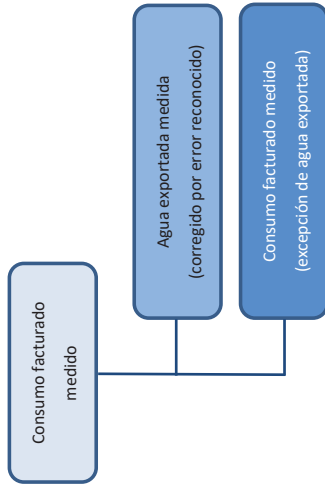 Consumo facturado
medido
Agua exportada medida
(corregido por error reconocido)
Consumo facturado medido
(excepción de agua exportada)